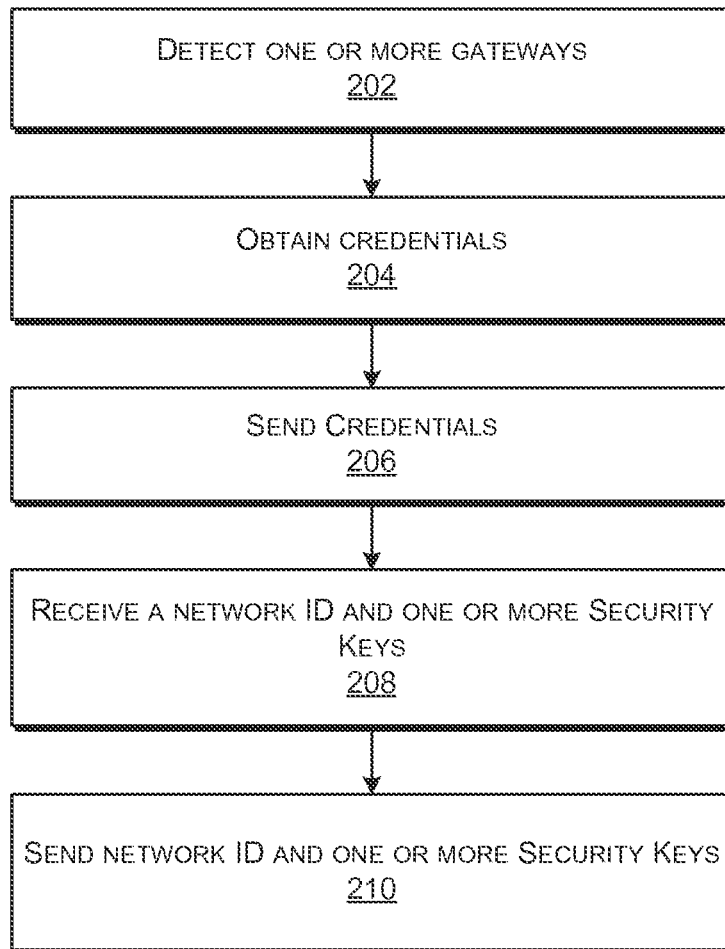 DETECT ONE OR MORE GATEWAYS
202
OBTAIN CREDENTIALS
204
SEND CREDENTIALS
206
RECEIVE A NETWORK ID AND ONE OR MORE SECURITY
KEYS
208
SEND NETWORK ID AND ONE OR MORE SECURITY KEYS
210